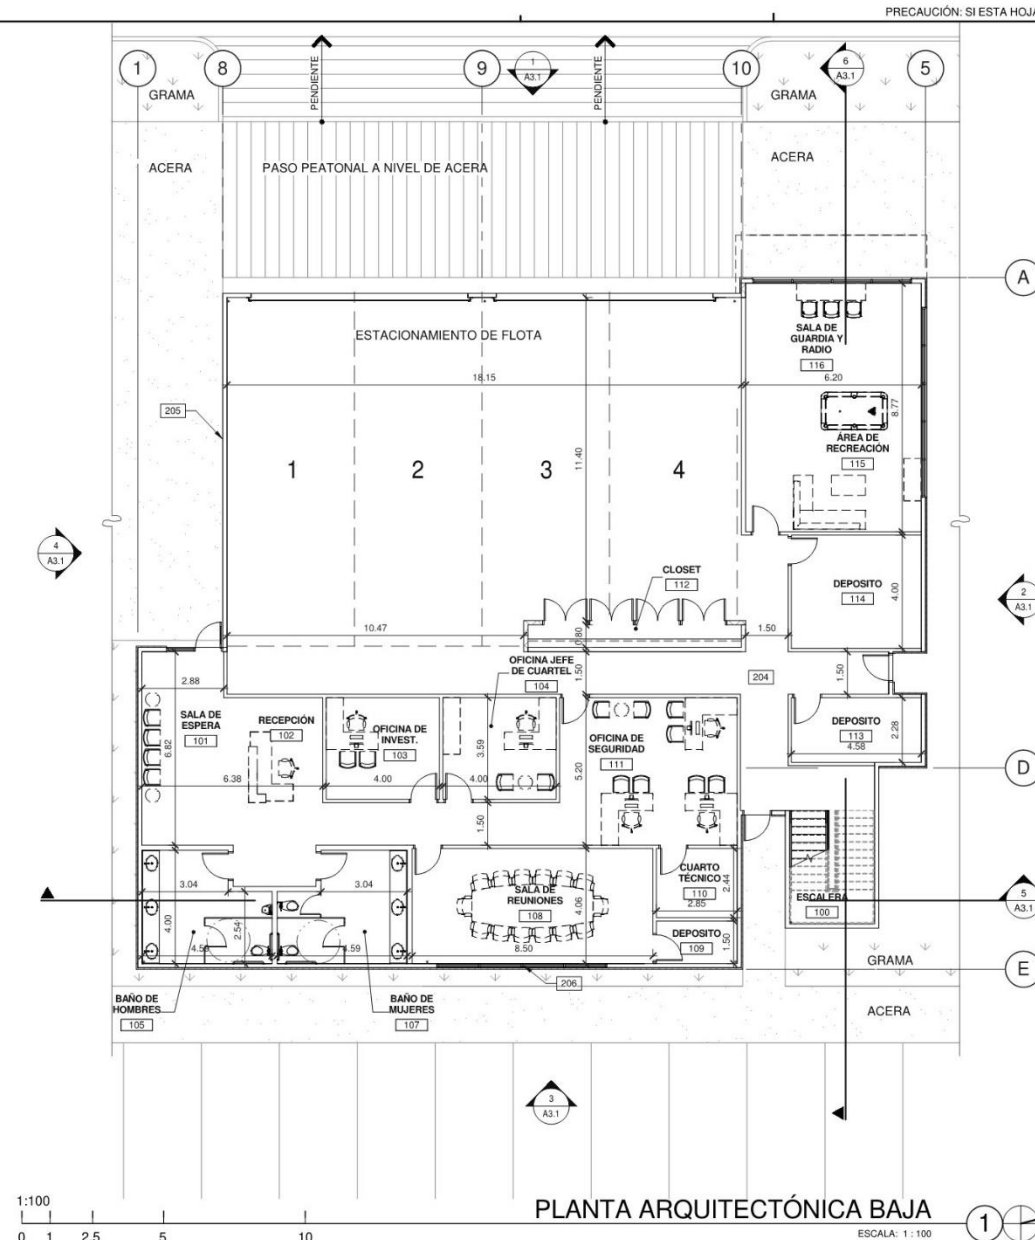 PRECAUCIÓN: SI ESTA HOJA
1
8
9
10
5
1
A3.1
6
A3.1
PENDIENTE
PENDIENTE
GRAMA
GRAMA
ACERA
PASO PEATONAL A NIVEL DE ACERA
ACERA
A
ESTACIONAMIENTO DE FLOTA
SALA DE
GUARDIA Y
RADIO
116
18.15
6.20
8.77
205
ÁREA DE
RECREACIÓN
115
1
2
3
4
11.40
4
A3.1
CLOSET
112
DEPOSITO
114
4.00
2
A3.1
10.47
0.80
1.50
OFICINA JEFE
DE CUARTEL
104
1.50
204
1.50
2.88
SALA DE
ESPERA
101
RECEPCIÓN
102
OFICINA DE
INVEST.
103
3.59
OFICINA DE
SEGURIDAD
111
DEPOSITO
113
4.58
2.28
6.82
6.38
4.00
4.00
5.20
D
1.50
CUARTO
TÉCNICO
110
2.44
2.85
3.04
3.04
SALA DE
REUNIONES
108
4.06
ESCALERA
100
5
A3.1
4.00
2.54
4.59
4.59
8.50
DEPOSITO
109
1.50
GRAMA
E
206
BAÑO DE
HOMBRES
105
BAÑO DE
MUJERES
107
ACERA
3
A3.1
1:100
0 1 2.5 5 10
PLANTA ARQUITECTÓNICA BAJA
ESCALA: 1 : 100
1